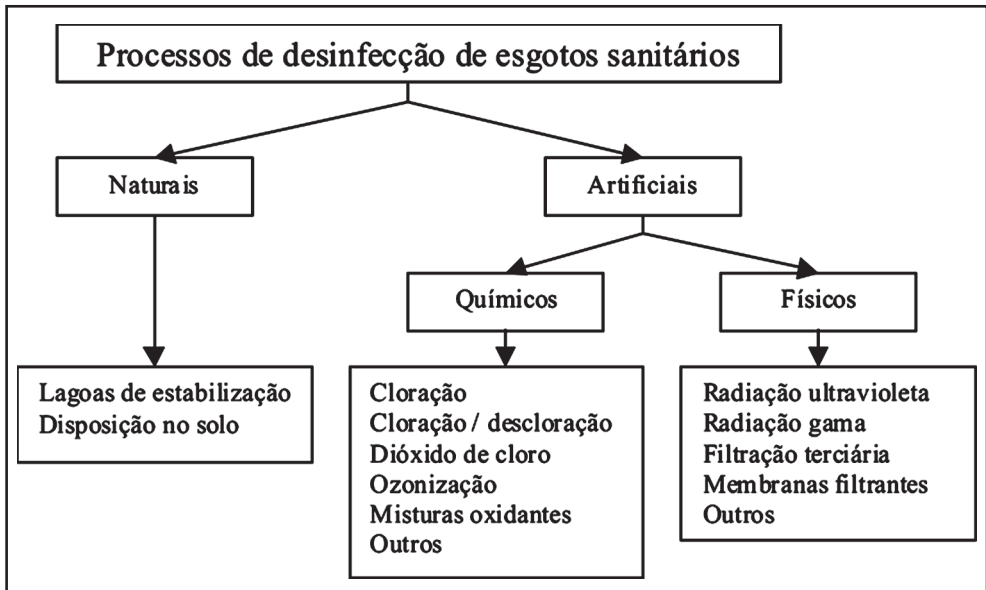 Processos de desinfecção de esgotos sanitários
Naturais
Artificiais
Químicos
Físicos
Lagoas de estabilização
Disposição no solo
Cloração
Cloração / descloração
Dióxido de cloro
Ozonização
Misturas oxidantes
Outros
Radiação ultravioleta
Radiação gama
Filtração terciária
Membranas filtrantes
Outros